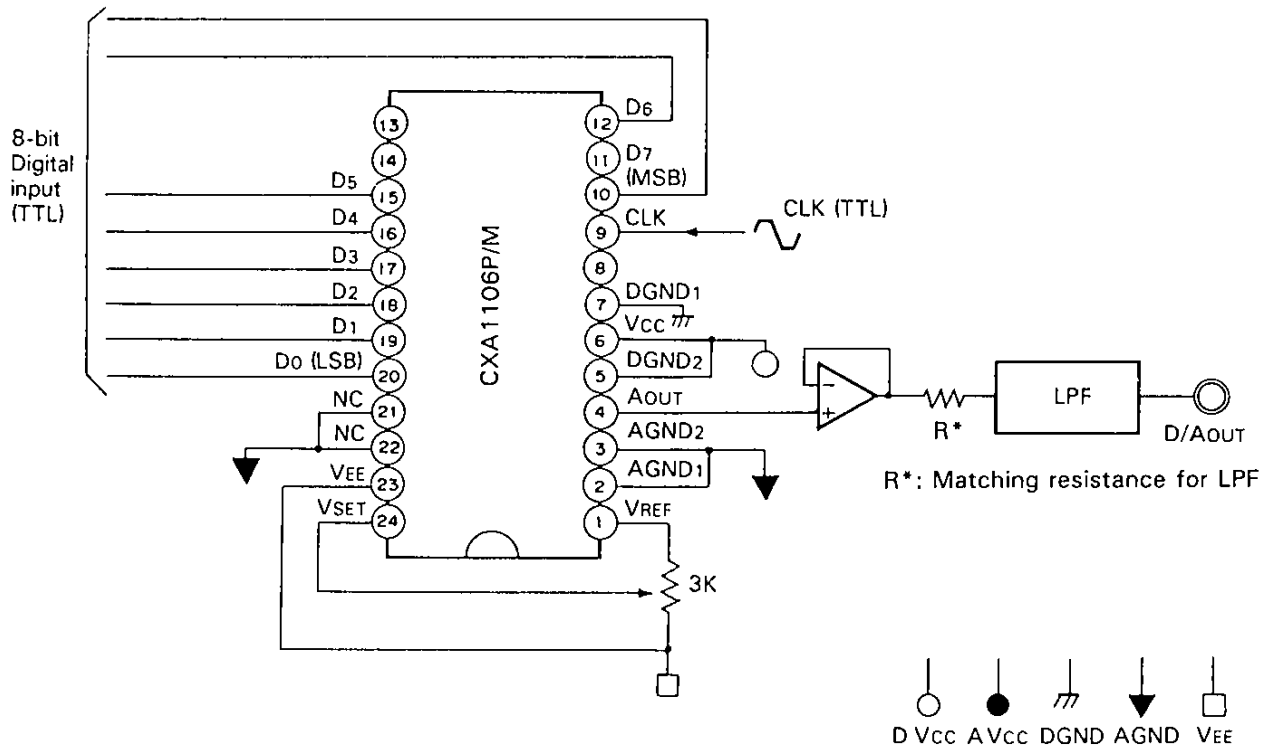 8-bit
Digital
input
(TTL)
D5
D4
D3
D2
D1
D0 (LSB)
NC
NC
VEE
VSET
13
14
15
16
17
18
19
20
21
22
23
24
CXA1106P/M
12
11
10
9
8
7
6
5
4
3
2
1
D6
D7
(MSB)
CLK
DGND1
VCC
DGND2
AOUT
AGND2
AGND1
VREF
CLK (TTL)
3K
-
+
R*
LPF
D/AOUT
R*: Matching resistance for LPF
D VCC A VCC DGND AGND VEE